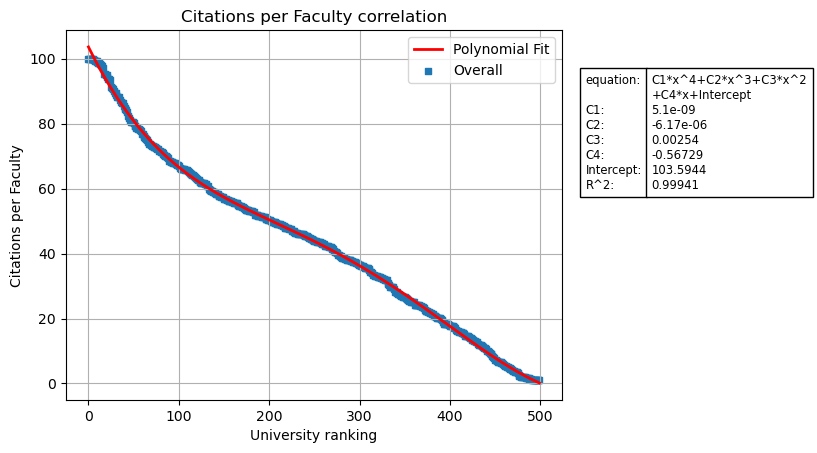 Citations per Faculty correlation
Citations per Faculty
100
80
60
40
20
0
0 100 200 300 400 500
University ranking
Polynomial Fit
Overall
equation: C1*x^4+C2*x^3+C3*x^2
+C4*x+Intercept
C1: 5.1e-09
C2: -6.17e-06
C3: 0.00254
C4: -0.56729
Intercept: 103.5944
R^2: 0.99941